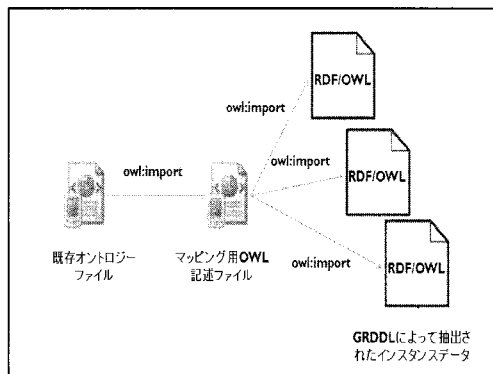 RDF/OWL
owl:import
owl:import
owl:import
RDF/OWL
RDF/OWL
owl:import
既存オントロジー
ファイル
マッピング用OWL
記述ファイル
GRDDLによって抽出さ
れたインスタンスデータ